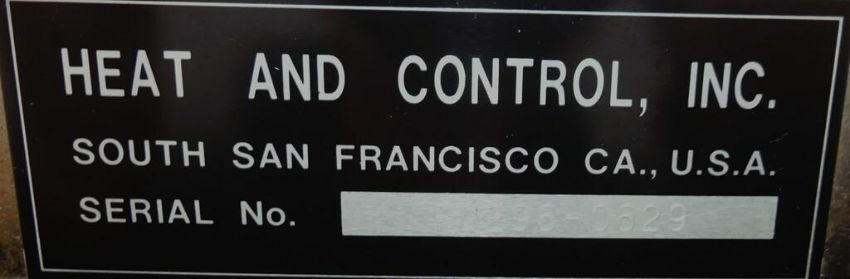 HEAT AND CONTROL, INC.
SOUTH SAN FRANCISCO CA., U.S.A.
SERIAL No.